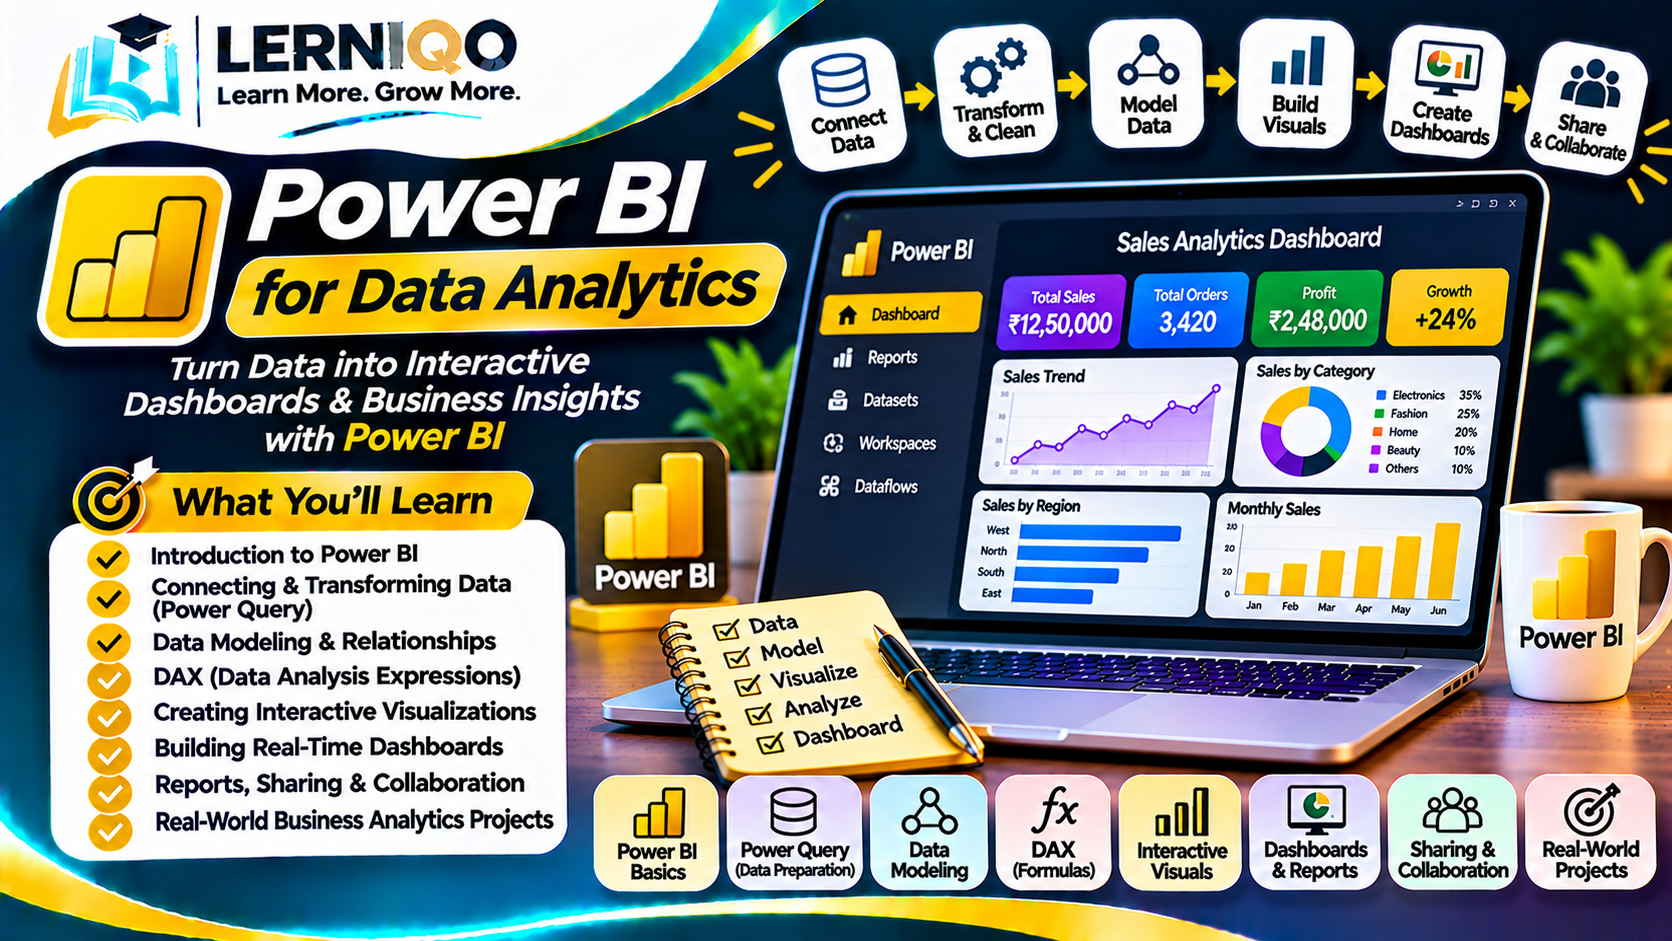 LERNIQO
Learn More. Grow More.
Connect
Data
Transform
& Clean
Model
Data
Build
Visuals
Create
Dashboards
Share
& Collaborate
Power BI
for Data Analytics
Turn Data into Interactive
Dashboards & Business Insights
with Power BI
What You'll Learn
Introduction to Power BI
Connecting & Transforming Data
(Power Query)
Data Modeling & Relationships
DAX (Data Analysis Expressions)
Creating Interactive Visualizations
Building Real-Time Dashboards
Reports, Sharing & Collaboration
Real-World Business Analytics Projects
Power BI
Power BI
Dashboard
Reports
Datasets
Workspaces
Dataflows
Sales Analytics Dashboard
Total Sales
₹12,50,000
Total Orders
3,420
Profit
₹2,48,000
Growth
+24%
Sales Trend
Sales by Category
Electronics 35%
Fashion 25%
Home 20%
Beauty 10%
Others 10%
Sales by Region
West
North
South
East
Monthly Sales
20
20
0
Jan Feb Mar Apr May Jun
Data
Model
Visualize
Analyze
Dashboard
Power BI
Power BI
Basics
Power Query
(Data Preparation)
Data
Modeling
fx
DAX
(Formulas)
Interactive
Visuals
Dashboards
& Reports
Sharing &
Collaboration
Real-World
Projects